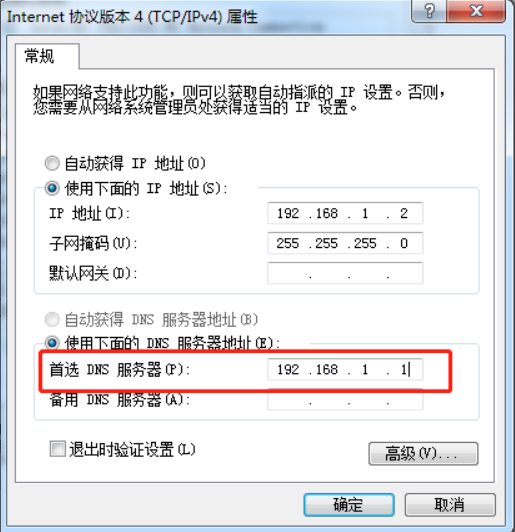 Internet 协议版本 4 (TCP/IPv4) 属性
常规
如果网络支持此功能，则可以获取自动指派的 IP 设置。否则，
您需要从网络系统管理员处获得适当的 IP 设置。
自动获得 IP 地址(O)
使用下面的 IP 地址(S):
IP 地址(I): 192 .168 . 1 . 2
子网掩码(U): 255 .255 .255 . 0
默认网关(D): . . .
自动获得 DNS 服务器地址(B)
使用下面的 DNS 服务器地址(E):
首选 DNS 服务器(P): 192 .168 . 1 . 1
备用 DNS 服务器(A): . . .
退出时验证设置(L)
高级(V)...
确定 取消